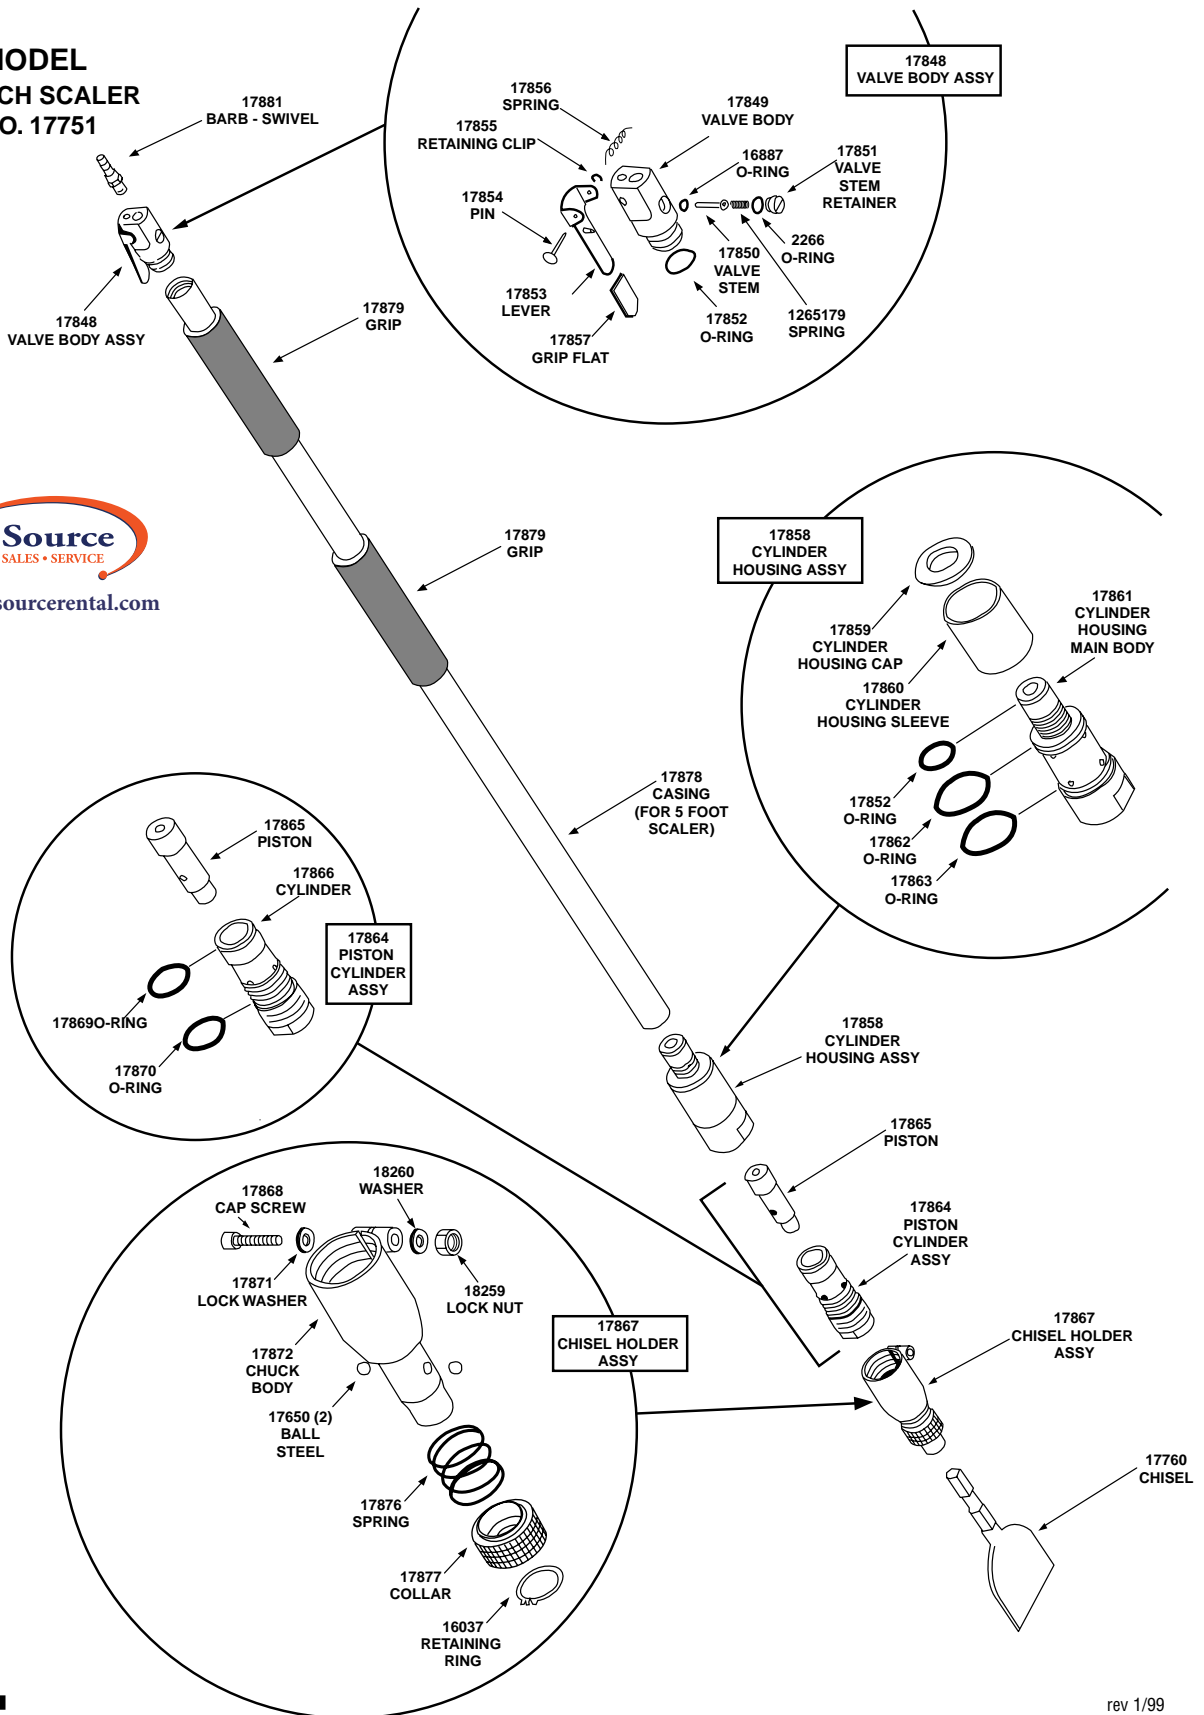 MODEL
CH SCALER
O. 17751
17881
BARB - SWIVEL
17848
VALVE BODY ASSY
17879
GRIP
17856
SPRING
17855
RETAINING CLIP
17854
PIN
17849
VALVE BODY
16887
O-RING
17851
VALVE
STEM
RETAINER
17848
VALVE BODY ASSY
17853
LEVER
17857
GRIP FLAT
17850
VALVE
STEM
17852
O-RING
2266
O-RING
1265179
SPRING
Source
SALES • SERVICE
sourcerental.com
17879
GRIP
17858
CYLINDER
HOUSING ASSY
17859
CYLINDER
HOUSING CAP
17860
CYLINDER
HOUSING SLEEVE
17861
CYLINDER
HOUSING
MAIN BODY
17852
O-RING
17862
O-RING
17863
O-RING
17878
CASING
(FOR 5 FOOT
SCALER)
17865
PISTON
17866
CYLINDER
17864
PISTON
CYLINDER
ASSY
17869O-RING
17870
O-RING
17858
CYLINDER
HOUSING ASSY
17865
PISTON
17864
PISTON
CYLINDER
ASSY
17868
CAP SCREW
18260
WASHER
17871
LOCK WASHER
18259
LOCK NUT
17872
CHUCK
BODY
17650 (2)
BALL
STEEL
17867
CHISEL HOLDER
ASSY
17867
CHISEL HOLDER
ASSY
17876
SPRING
17877
COLLAR
16037
RETAINING
RING
17760
CHISEL
rev 1/99